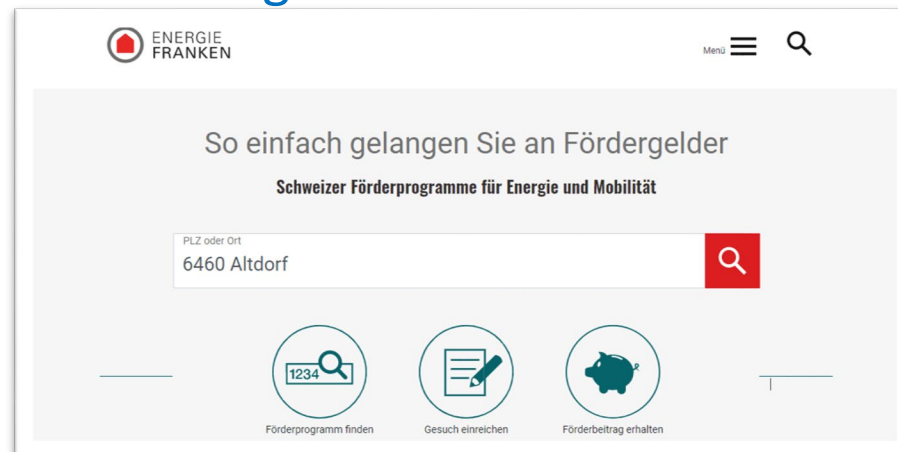 ENERGIE
FRANKEN
Menü
So einfach gelangen Sie an Fördergelder
Schweizer Förderprogramme für Energie und Mobilität
PLZ oder Ort
6460 Altdorf
1234
Förderprogramm finden
Gesuch einreichen
Förderbeitrag erhalten